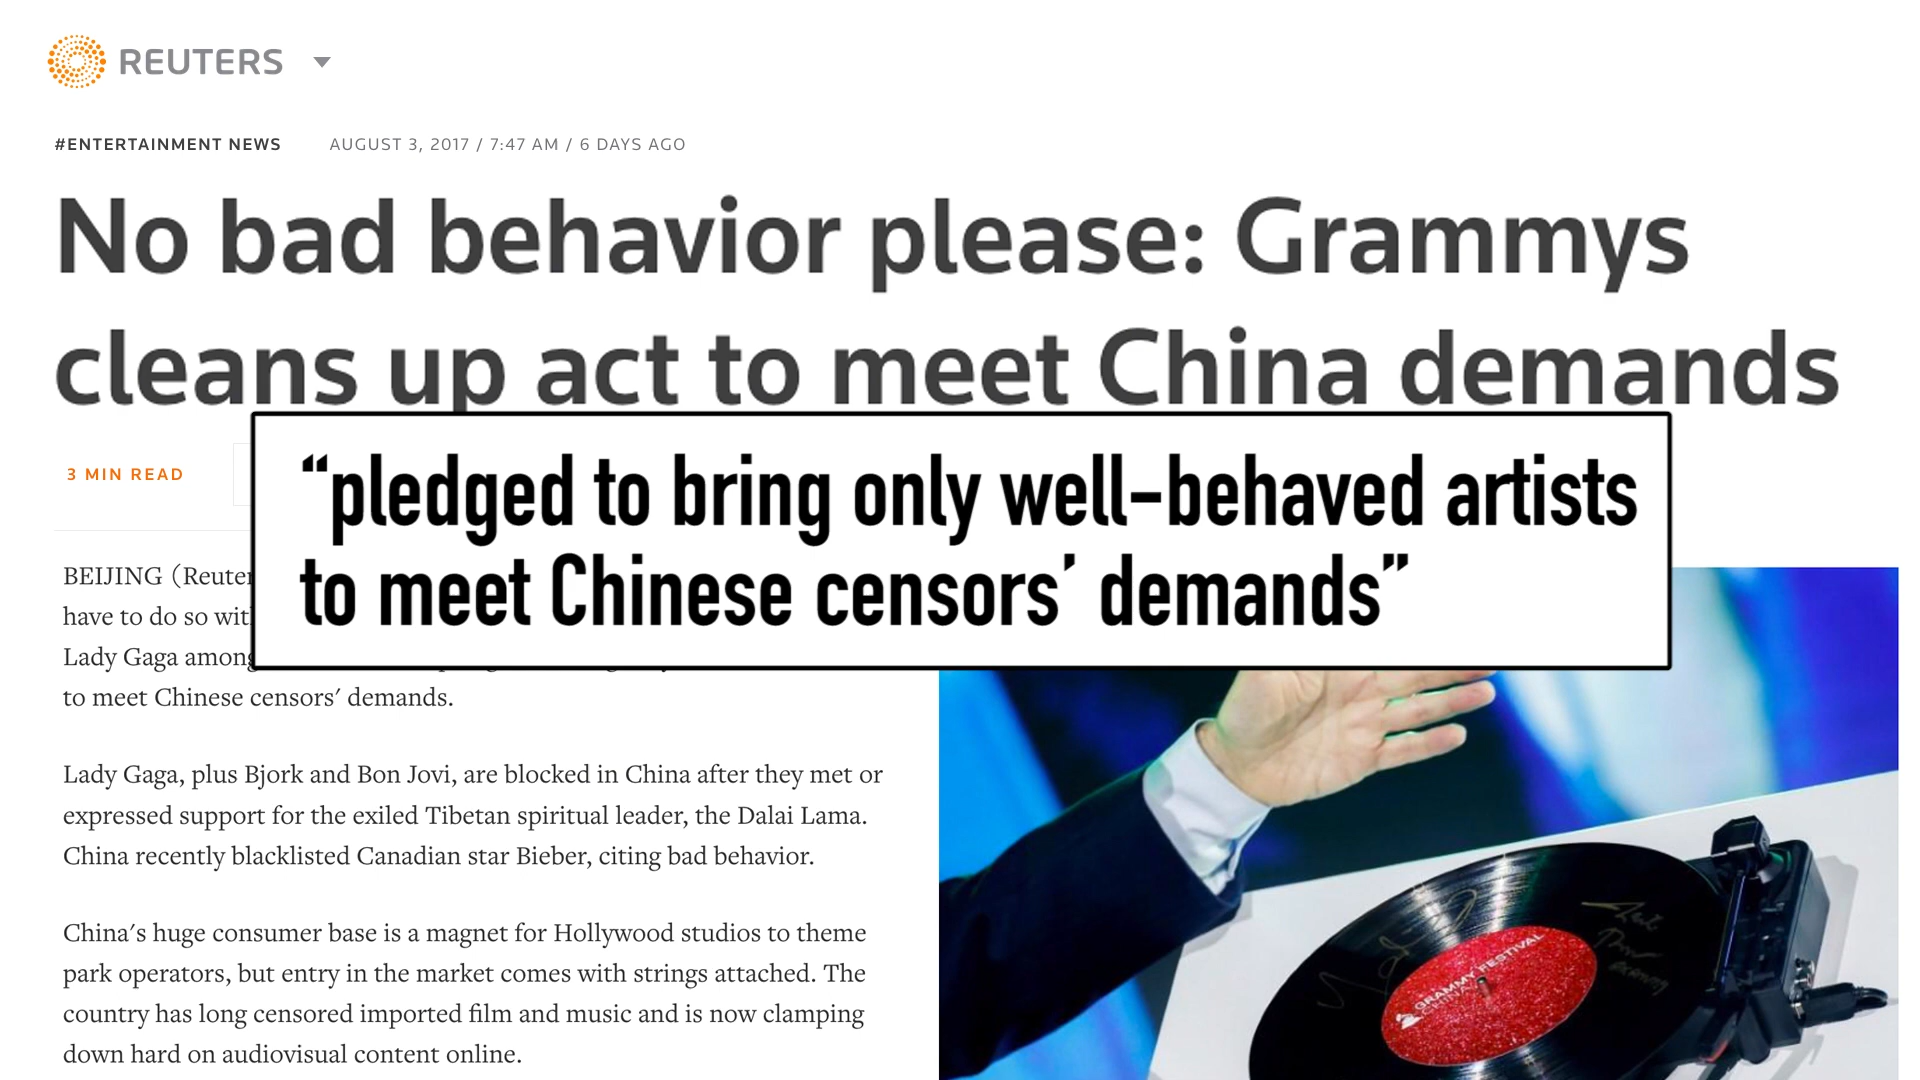 REUTERS
#ENTERTAINMENT NEWS AUGUST 3, 2017 / 7:47 AM / 6 DAYS AGO
No bad behavior please: Grammys
cleans up act to meet China demands
3 MIN READ
“pledged to bring only well-behaved artists
to meet Chinese censors’ demands”
BEIJING
have to do so
Lady Gaga among
to meet Chinese censors' demands.
Lady Gaga, plus Bjork and Bon Jovi, are blocked in China after they met or
expressed support for the exiled Tibetan spiritual leader, the Dalai Lama.
China recently blacklisted Canadian star Bieber, citing bad behavior.
China's huge consumer base is a magnet for Hollywood studios to theme
park operators, but entry in the market comes with strings attached. The
country has long censored imported film and music and is now clamping
down hard on audiovisual content online.
GRAMMY FESTIVAL